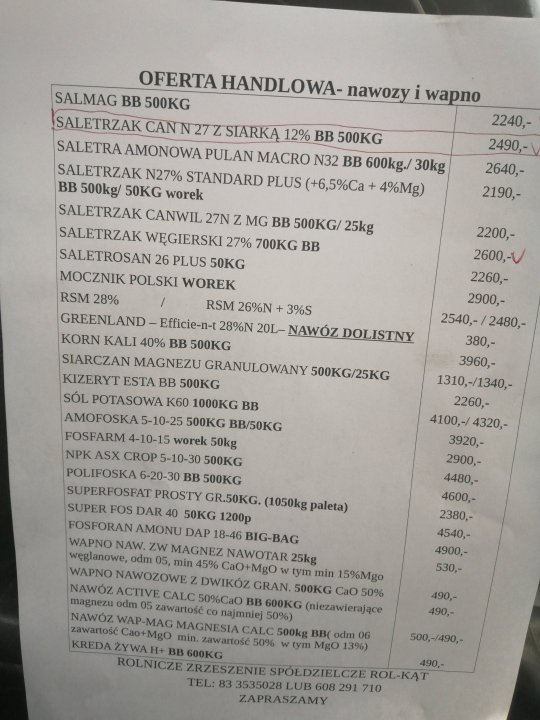 OFERTA HANDLOWA- nawozy i wapno
SALMAG BB 500KG 2240,-
SALETRZAK CAN N 27 Z SIARKĄ 12% BB 500KG 2490,-
SALETRA AMONOWA PULAN MACRO N32 BB 600kg./ 30kg 2640,-
SALETRZAK N27% STANDARD PLUS (+6,5%Ca + 4%Mg) 2190,-
BB 500kg/ 50KG worek
SALETRZAK CANWIL 27N Z MG BB 500KG/ 25kg 2200,-
SALETRZAK WĘGIERSKI 27% 700KG BB 2600,-
SALETROSAN 26 PLUS 50KG 2260,-
MOCZNIK POLSKI WOREK 2900,-
RSM 28% / RSM 26%N + 3%S 2540,- / 2480,-
GREENLAND – Efficie-n-t 28%N 20L– NAWÓZ DOLISTNY 380,-
KORN KALI 40% BB 500KG 3960,-
SIARCZAN MAGNEZU GRANULOWANY 500KG/25KG 1310,-/1340,-
KIZERYT ESTA BB 500KG 2260,-
SÓL POTASOWA K60 1000KG BB 4100,-/ 4320,-
AMOFOSKA 5-10-25 500KG BB/50KG 3920,-
FOSFARM 4-10-15 worek 50kg 2900,-
NPK ASX CROP 5-10-30 500KG 4480,-
POLIFOSKA 6-20-30 BB 500KG 4600,-
SUPERFOSFAT PROSTY GR.50KG. (1050kg paleta) 2380,-
SUPER FOS DAR 40 50KG 1200p 4540,-
FOSFORAN AMONU DAP 18-46 BIG-BAG 4900,-
WAPNO NAW. ZW MAGNEZ NAWOTAR 25kg 530,-
węglanowe, odm 05, min 45% CaO+MgO w tym min 15%Mgo
WAPNO NAWOZOWE Z DWIKÓZ GRAN. 500KG CaO 50% 490,-
NAWÓZ ACTIVE CALC 50%CaO BB 600KG (niezawierające 490,-
magnezu odm 05 zawartość co najmniej 50%)
NAWÓZ WAP-MAG MAGNESIA CALC 500kg BB( odm 06 500,-/490,-
zawartość Cao+MgO min. zawartość 50% w tym MgO 13%)
KREDA ŻYWA H+ BB 600KG 490,-
ROLNICZE ZRZESZENIE SPÓŁDZIELCZE ROL-KĄT
TEL: 83 3535028 LUB 608 291 710
ZAPRASZAMY